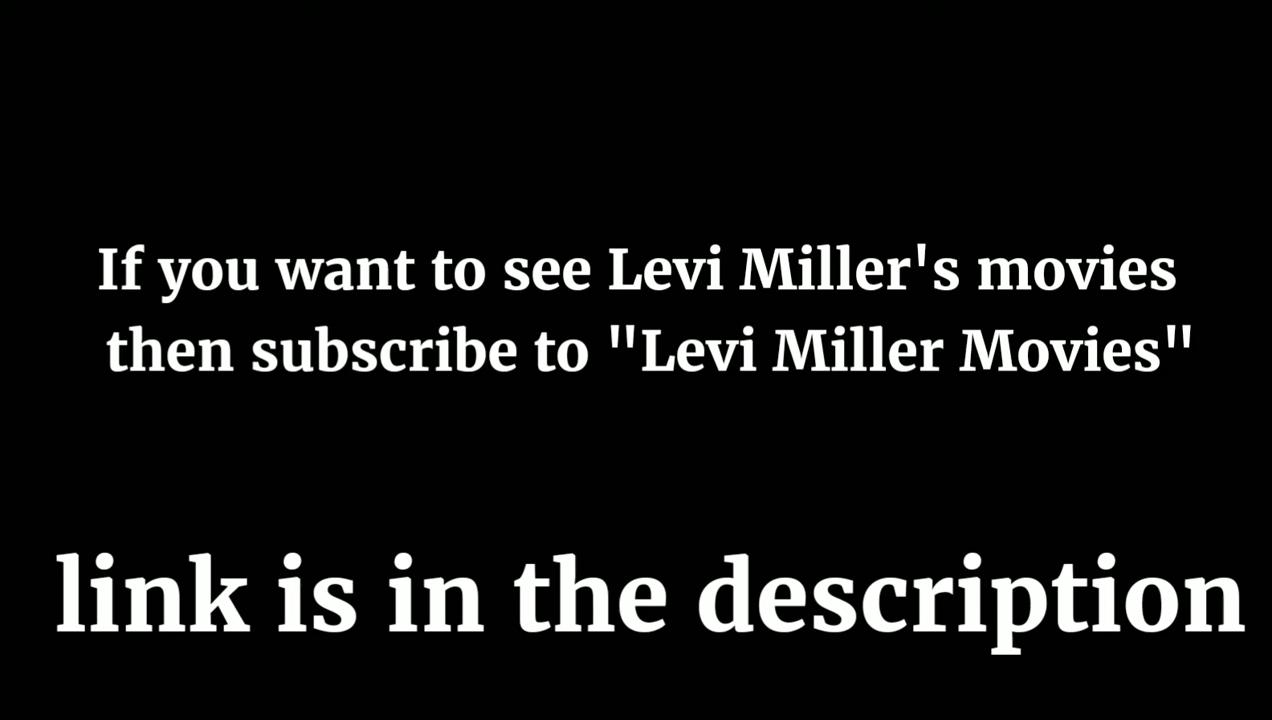 If you want to see Levi Miller's movies
then subscribe to "Levi Miller Movies"
link is in the description